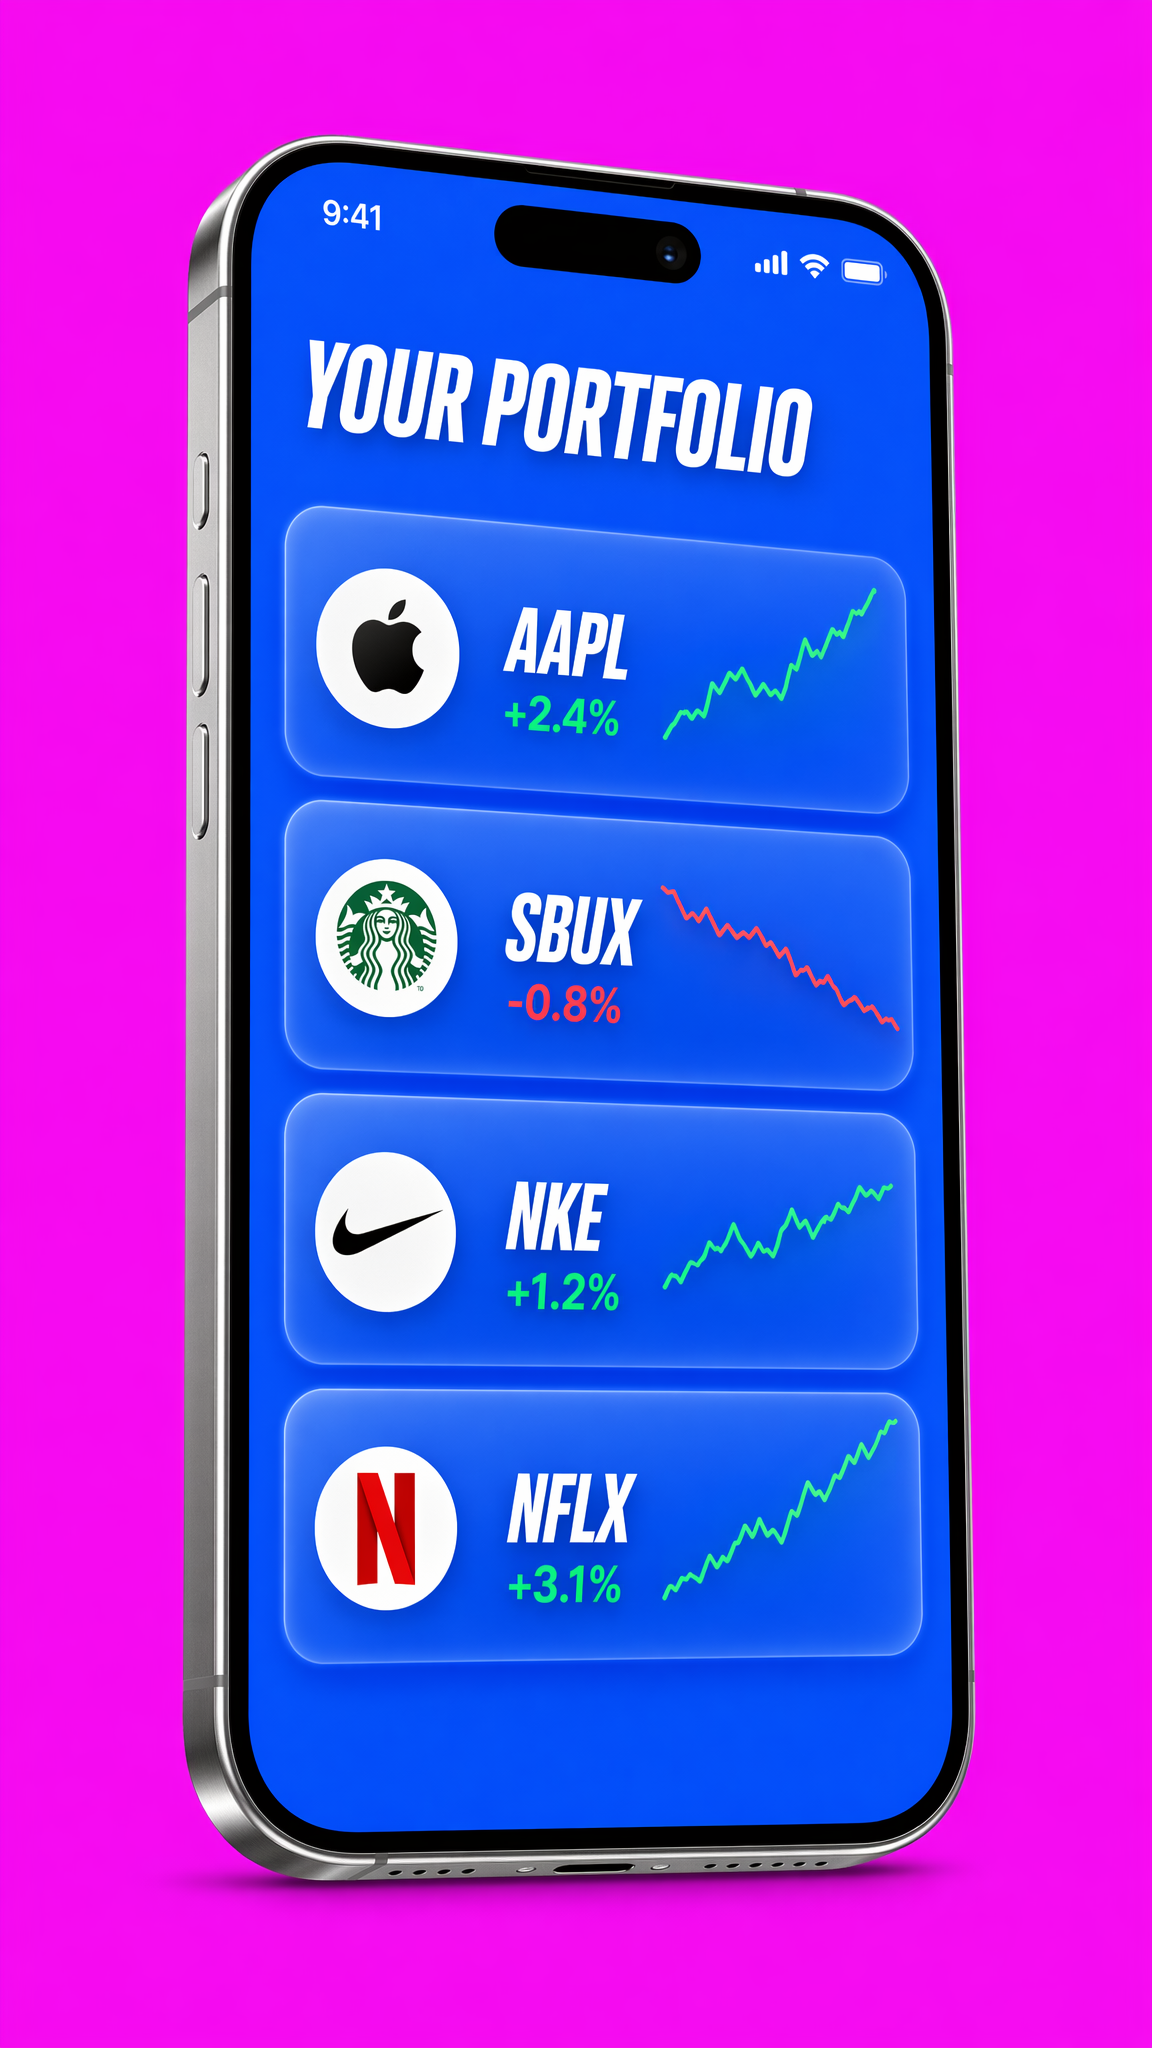 9:41
YOUR PORTFOLIO
AAPL
+2.4%
SBUX
-0.8%
NKE
+1.2%
NFLX
+3.1%